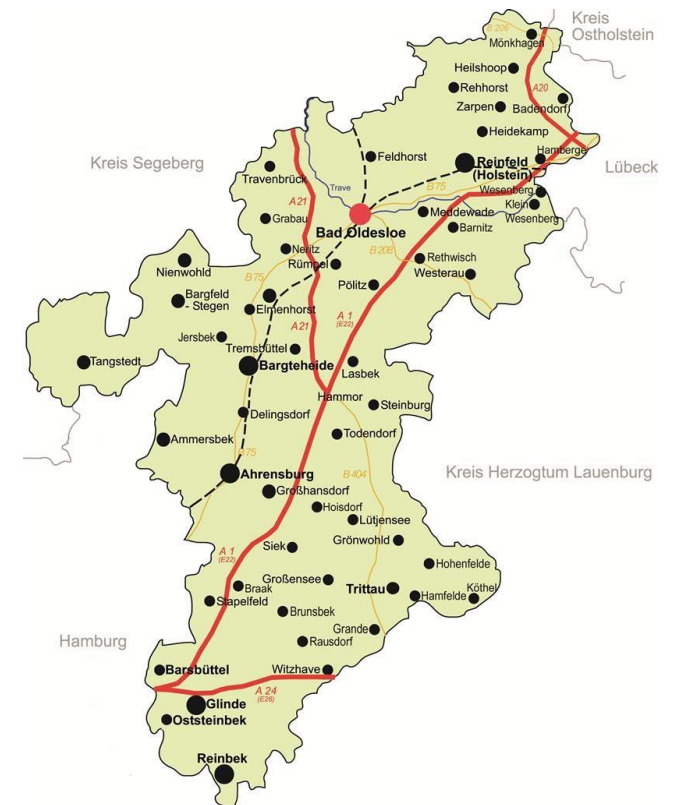 Kreis
Ostholstein
B 206
Mönkhagen
Heilshoop
Rehhorst
A20
Zarpen
Badendorf
Heidekamp
Hamberge
Feldhorst
Reinfeld
(Holstein)
Lübeck
Kreis Segeberg
Travenbrück
Trave
B75
Wesenberg
Klein
Wesenberg
A21
Grabau
Meddewade
Barnitz
Bad Oldesloe
Neritz
B208
Rümpel
Rethwisch
Westerau
Nienwohld
B75
Pölitz
Bargfeld
- Stegen
Elmenhorst
A21
A 1
(E22)
Jersbek
Tremsbüttel
Tangstedt
Bargteheide
Lasbek
Hammor
Steinburg
Delingsdorf
Todendorf
Ammersbek
B75
B404
Kreis Herzogtum Lauenburg
Ahrensburg
Großhansdorf
Hoisdorf
Lütjensee
Grönwohld
Siek
A 1
(E22)
Hohenfelde
Großensee
Braak
Trittau
Köthel
Hamfelde
Stapelfeld
Brunsbek
Grande
Rausdorf
Hamburg
Barsbüttel
Witzhave
A 24
(E26)
Glinde
Oststeinbek
Reinbek